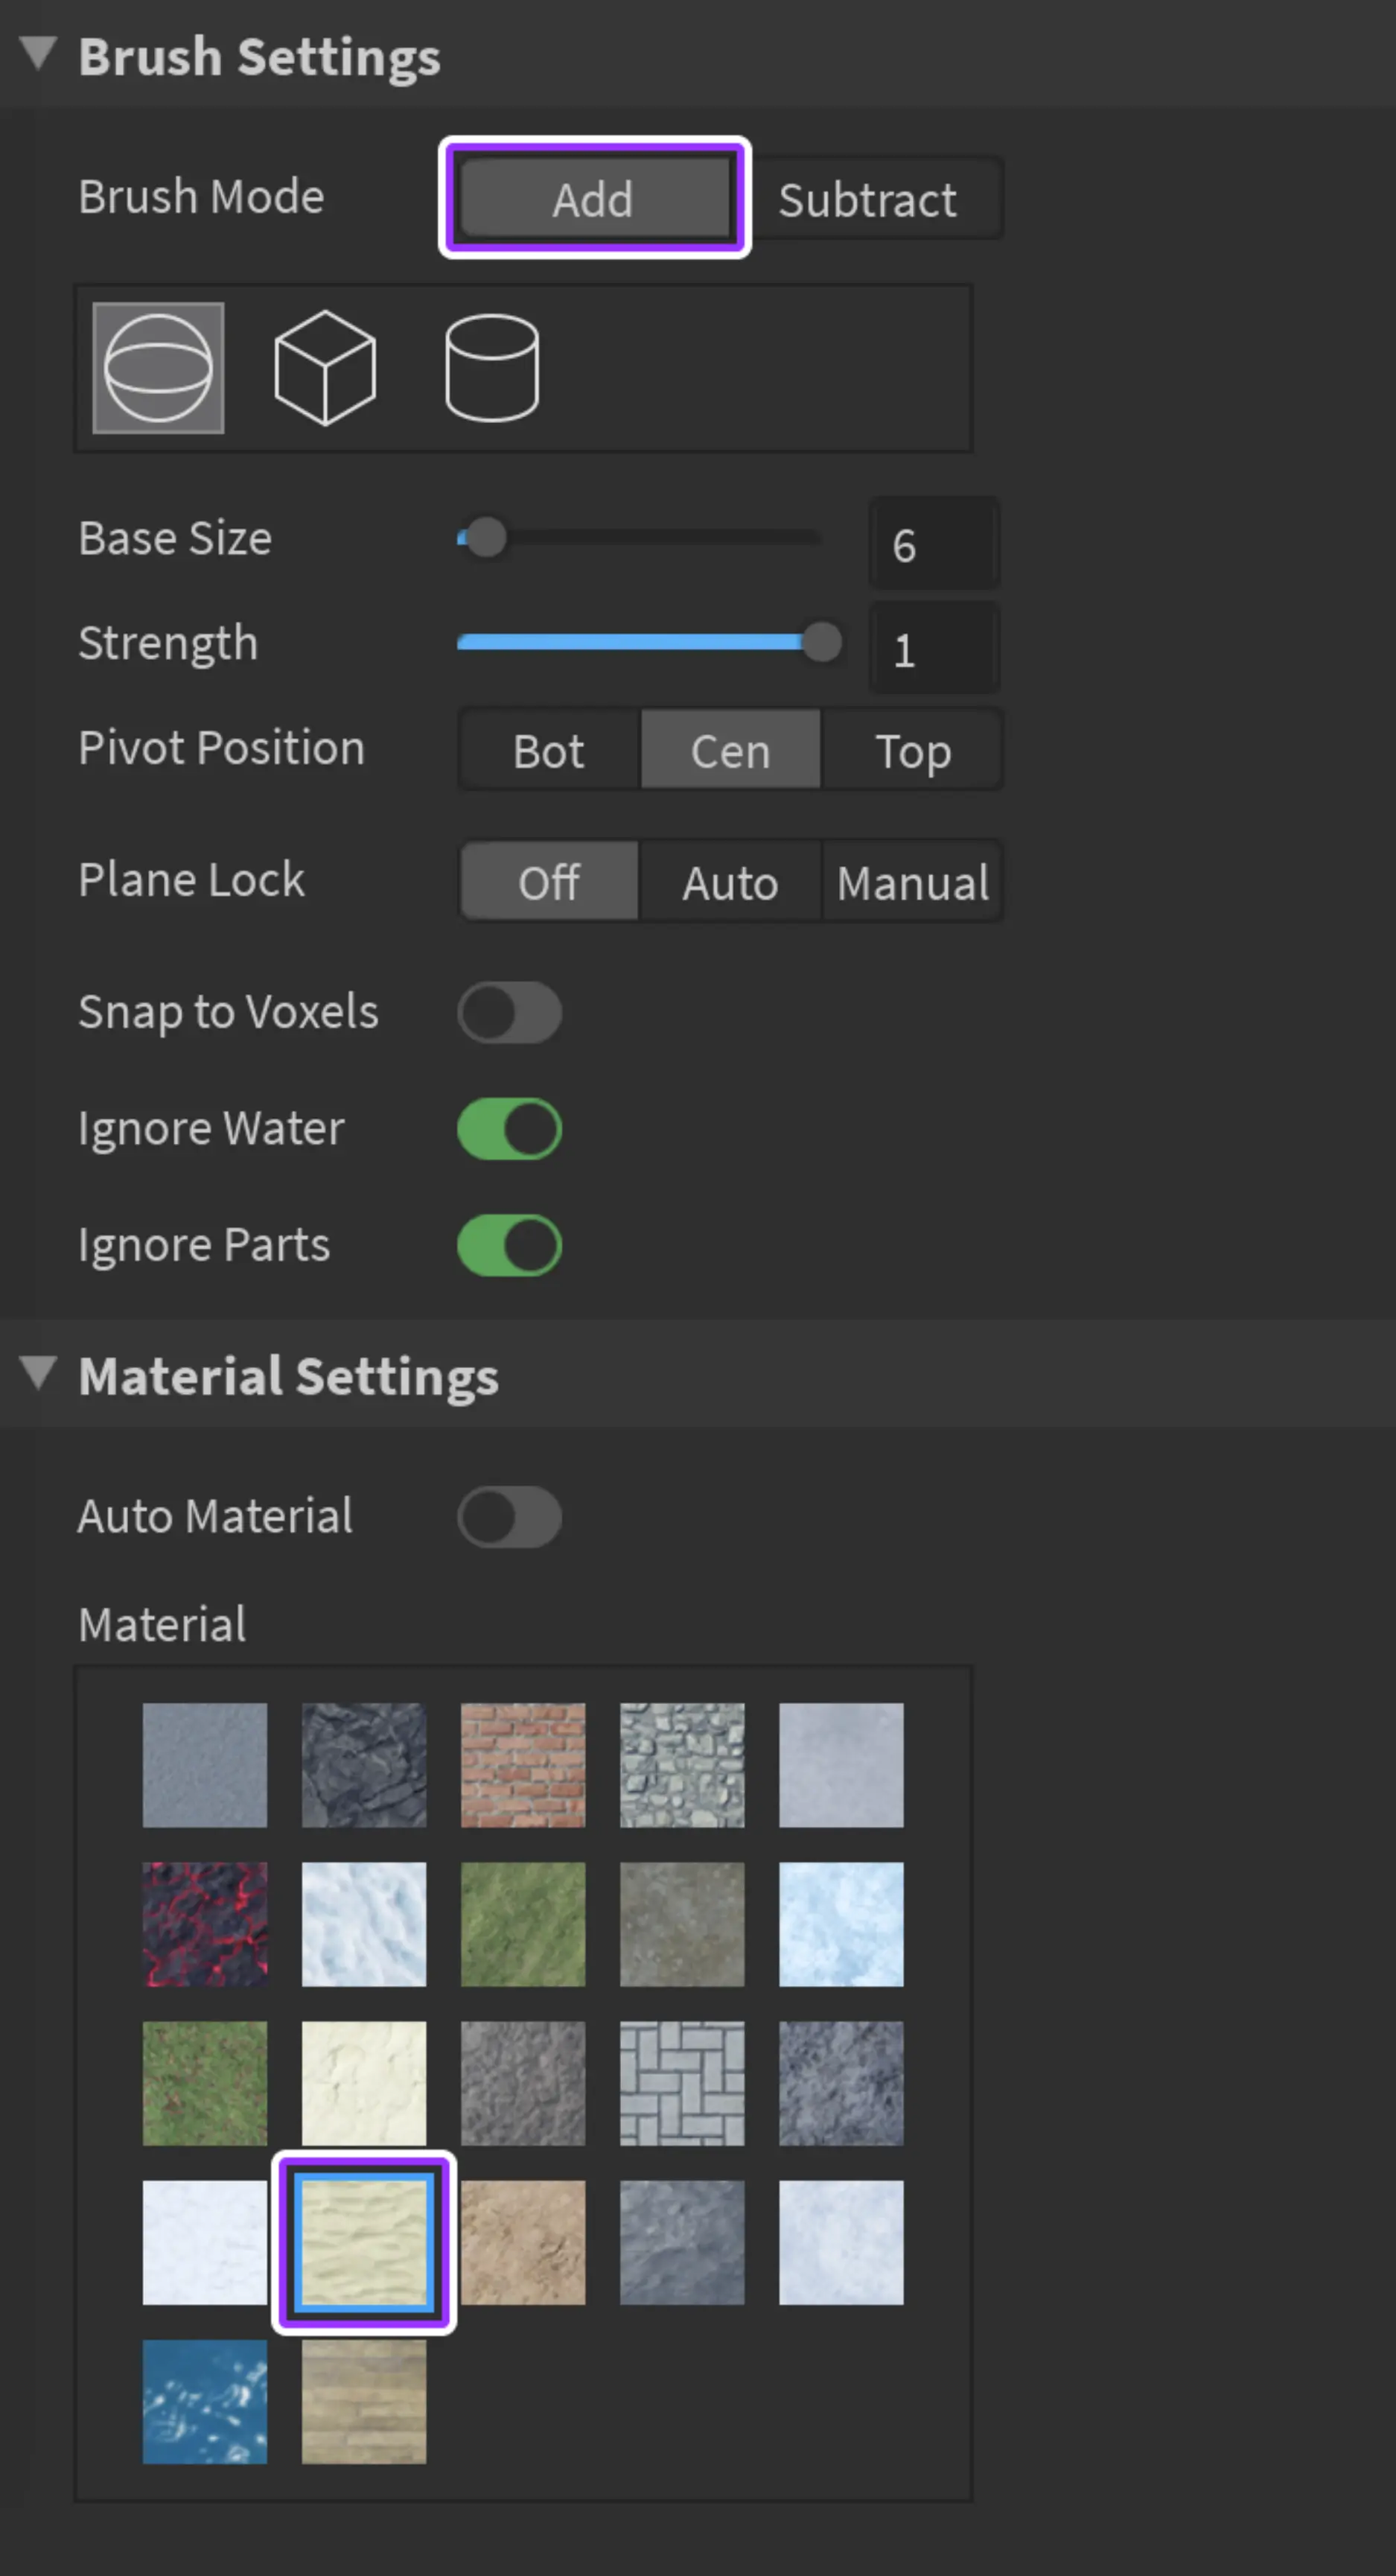 Brush Settings
Brush Mode Add Subtract
Base Size 6
Strength 1
Pivot Position Bot Cen Top
Plane Lock Off Auto Manual
Snap to Voxels
Ignore Water
Ignore Parts
Material Settings
Auto Material
Material